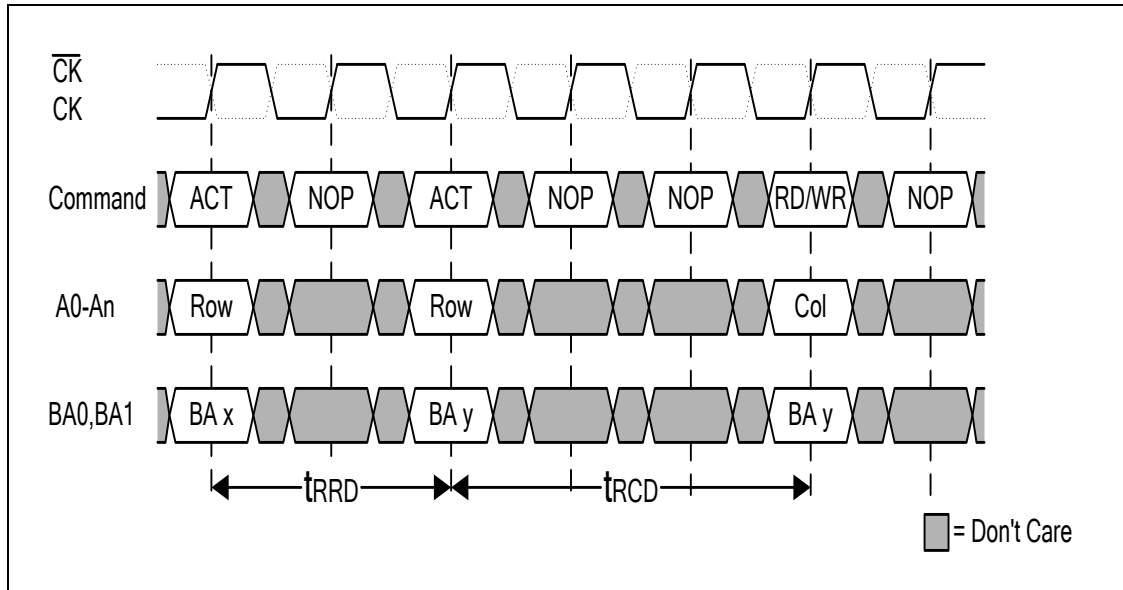 CK
CK
Command ACT NOP ACT NOP NOP RD/WR NOP
A0-An Row Row Col
BA0,BA1 BA x BA y BA y
tRRD tRCD
= Don't Care